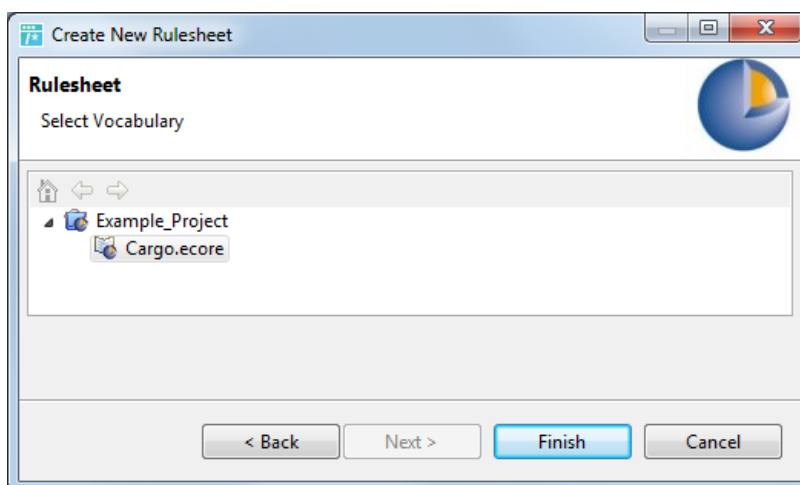 Create New Rulesheet
Rulesheet
Select Vocabulary
Example_Project
Cargo.ecore
< Back Next > Finish Cancel